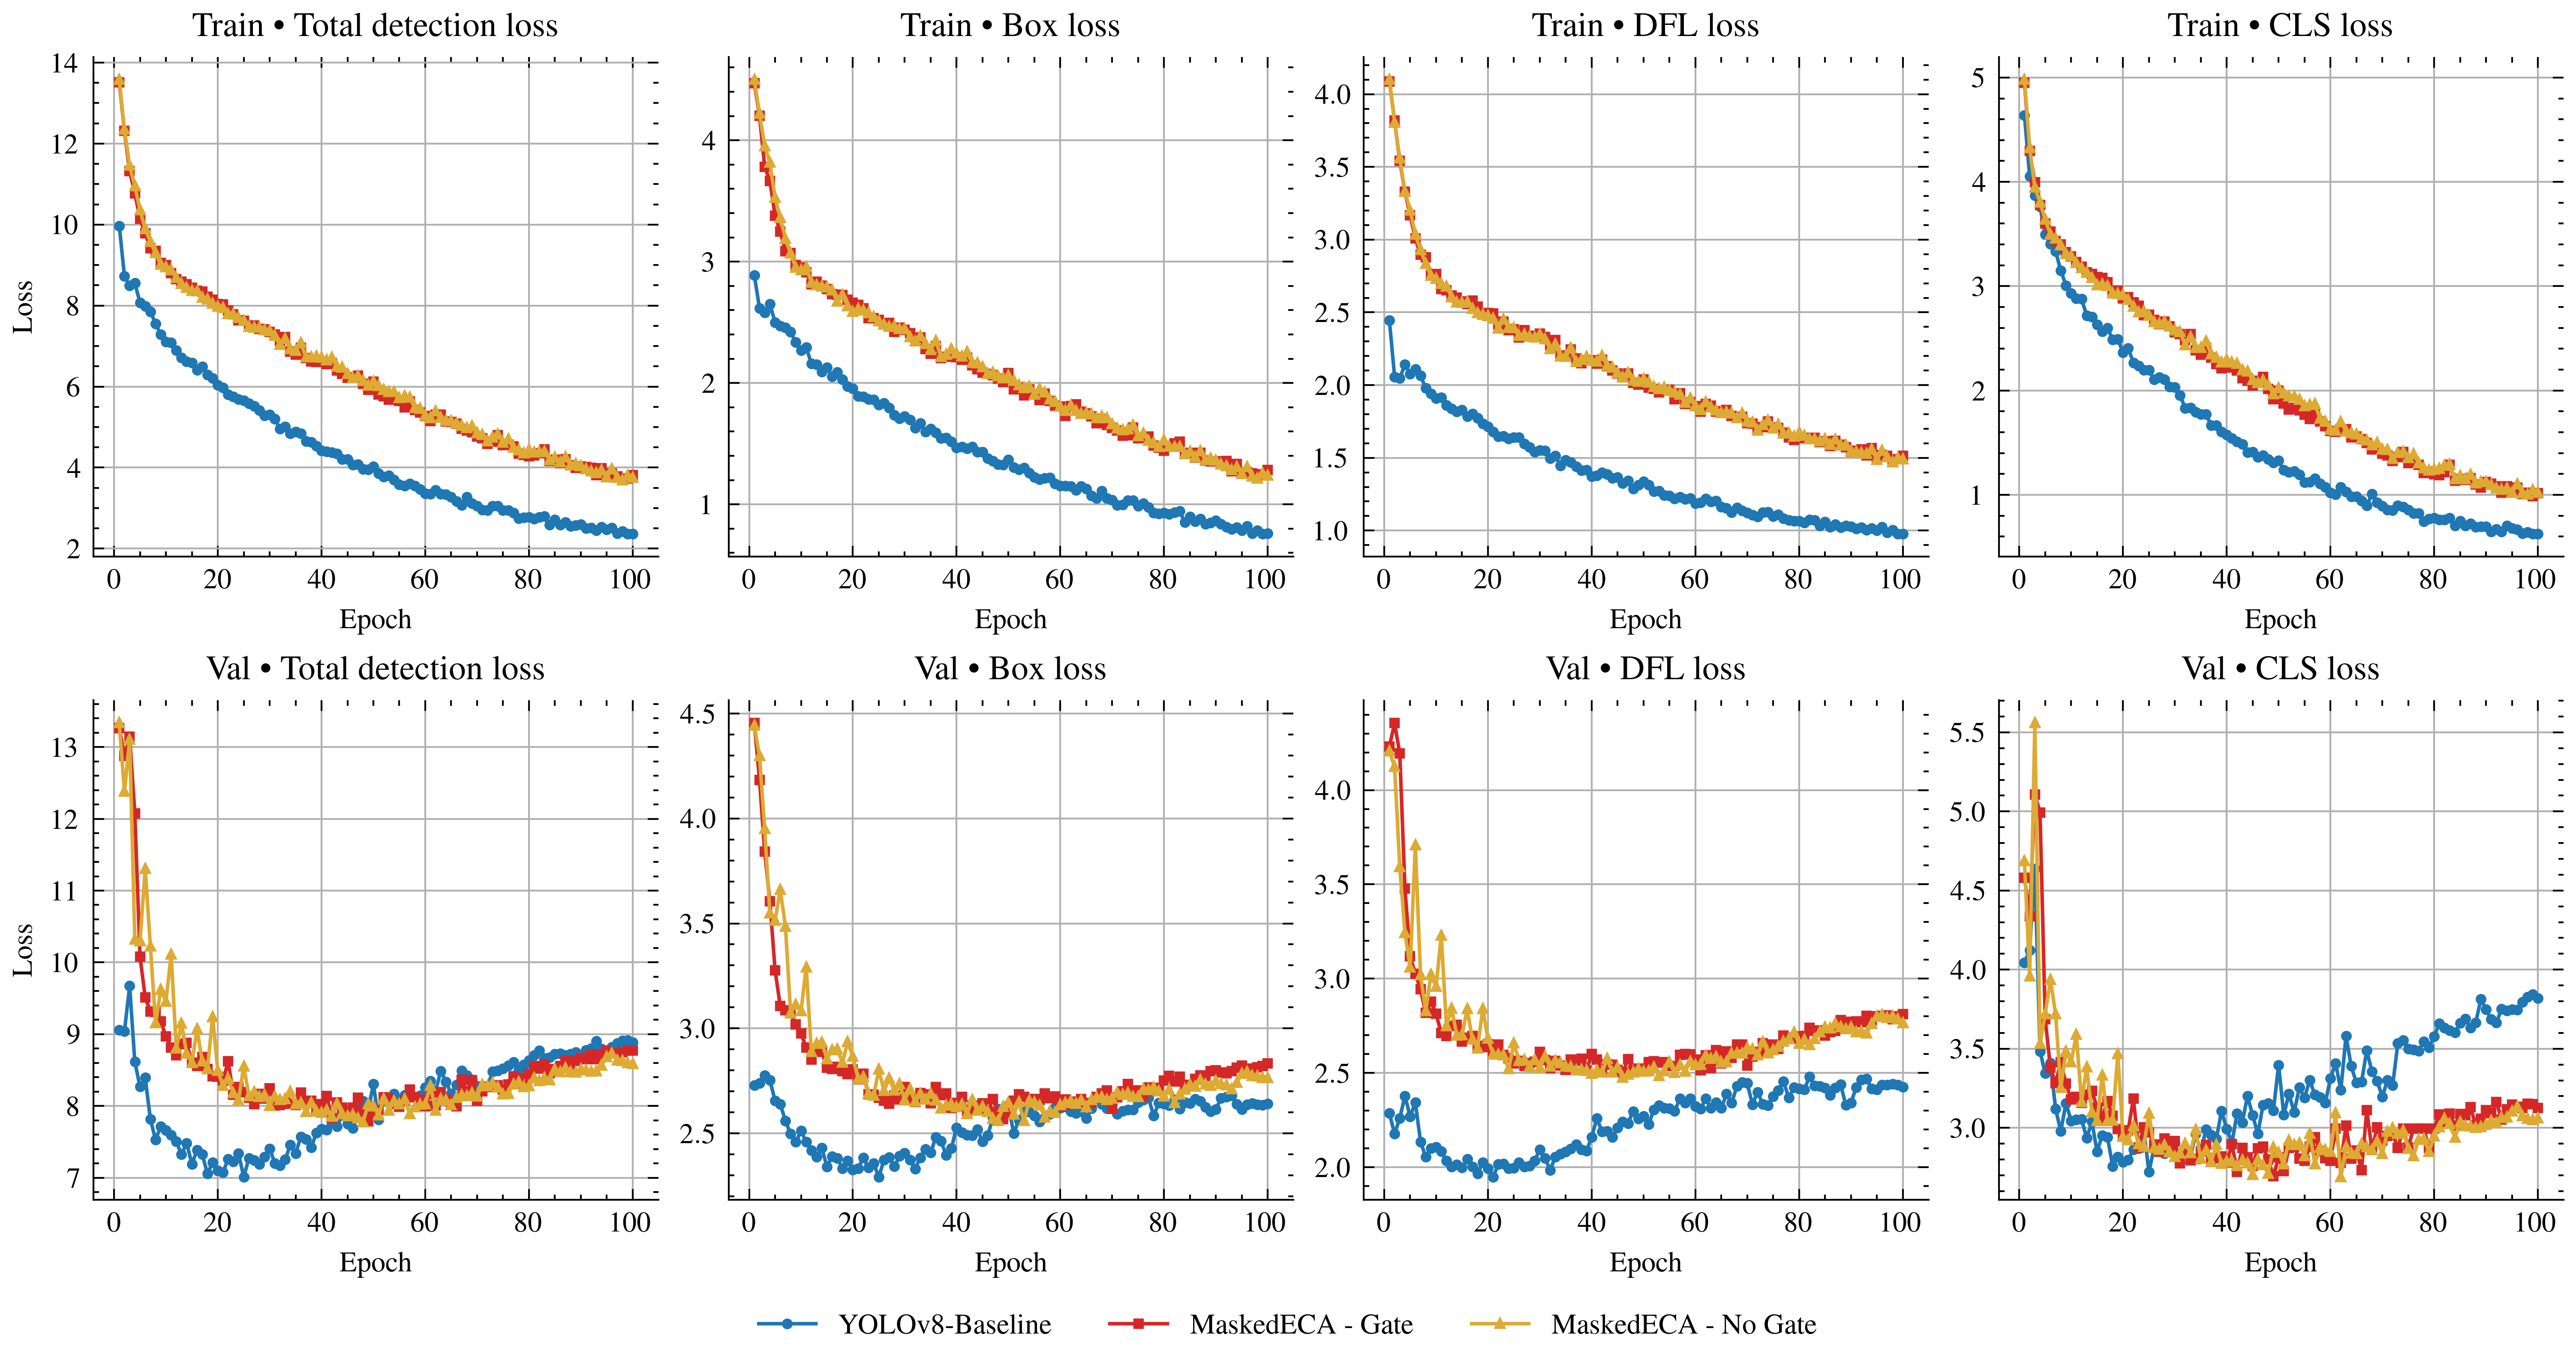 Train • Total detection loss
Train • Box loss
Train • DFL loss
Train • CLS loss
14
12
10
8
6
4
2
Loss
0 20 40 60 80 100
Epoch
4
3
2
1
0 20 40 60 80 100
Epoch
4.0
3.5
3.0
2.5
2.0
1.5
1.0
0 20 40 60 80 100
Epoch
5
4
3
2
1
0 20 40 60 80 100
Epoch
Val • Total detection loss
Val • Box loss
Val • DFL loss
Val • CLS loss
13
12
11
10
9
8
7
Loss
0 20 40 60 80 100
Epoch
4.5
4.0
3.5
3.0
2.5
0 20 40 60 80 100
Epoch
4.0
3.5
3.0
2.5
2.0
0 20 40 60 80 100
Epoch
5.5
5.0
4.5
4.0
3.5
3.0
0 20 40 60 80 100
Epoch
YOLOv8-Baseline
MaskedECA - Gate
MaskedECA - No Gate